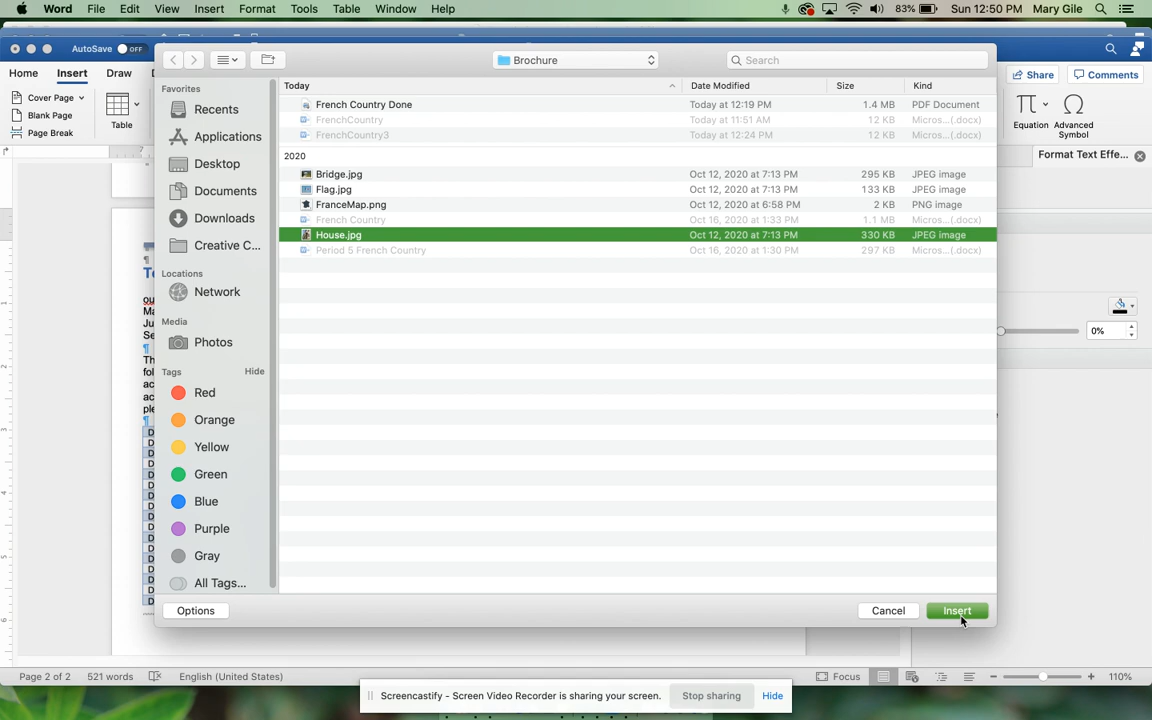 Word File Edit View Insert Format Tools Table Window Help 83% Sun 12:50 PM Mary Gile
AutoSave OFF
Home Insert Draw
Share Comments
Cover Page
Blank Page
Page Break
Table
Equation Advanced Symbol
Format Text Effe...
Brochure
Search
Favorites
Recents
Applications
Desktop
Documents
Downloads
Creative C...
Locations
Network
Media
Photos
Tags Hide
Red
Orange
Yellow
Green
Blue
Purple
Gray
All Tags...
Today Date Modified Size Kind
French Country Done Today at 12:19 PM 1.4 MB PDF Document
FrenchCountry Today at 11:51 AM 12 KB Micros...(.docx)
FrenchCountry3 Today at 12:24 PM 12 KB Micros...(.docx)
2020
Bridge.jpg Oct 12, 2020 at 7:13 PM 295 KB JPEG image
Flag.jpg Oct 12, 2020 at 7:13 PM 133 KB JPEG image
FranceMap.png Oct 12, 2020 at 6:58 PM 2 KB PNG image
French Country Oct 16, 2020 at 1:33 PM 1.1 MB Micros...(.docx)
House.jpg Oct 12, 2020 at 7:13 PM 330 KB JPEG image
Period 5 French Country Oct 16, 2020 at 1:30 PM 297 KB Micros...(.docx)
0%
Options Cancel Insert
Page 2 of 2 521 words English (United States) Focus 110%
Screencastify - Screen Video Recorder is sharing your screen. Stop sharing Hide